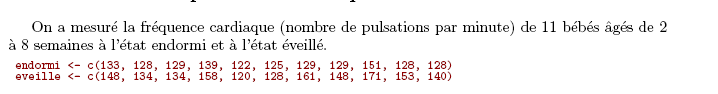 On a mesuré la fréquence cardiaque (nombre de pulsations par minute) de 11 bébés âgés de 2
à 8 semaines à l'état endormi et à l'état éveillé.
endormi <- c(133, 128, 129, 139, 122, 125, 129, 129, 151, 128, 128)
eveille <- c(148, 134, 134, 158, 120, 128, 161, 148, 171, 153, 140)